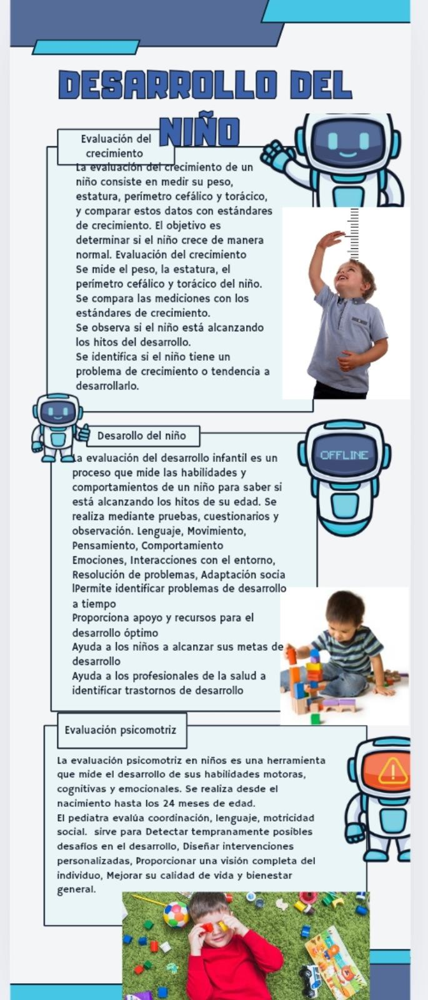 DESARROLLO DEL
NIÑO
Evaluación del
crecimiento
La evaluación del crecimiento de un
niño consiste en medir su peso,
estatura, perímetro cefálico y torácico,
y comparar estos datos con estándares
de crecimiento. El objetivo es
determinar si el niño crece de manera
normal. Evaluación del crecimiento
Se mide el peso, la estatura, el
perímetro cefálico y torácico del niño.
Se compara las mediciones con los
estándares de crecimiento.
Se observa si el niño está alcanzando
los hitos del desarrollo.
Se identifica si el niño tiene un
problema de crecimiento o tendencia a
desarrollarlo.
Desarollo del niño
OFFLINE
La evaluación del desarrollo infantil es un
proceso que mide las habilidades y
comportamientos de un niño para saber si
está alcanzando los hitos de su edad. Se
realiza mediante pruebas, cuestionarios y
observación. Lenguaje, Movimiento,
Pensamiento, Comportamiento
Emociones, Interacciones con el entorno,
Resolución de problemas, Adaptación socia
lPermite identificar problemas de desarrollo
a tiempo
Proporciona apoyo y recursos para el
desarrollo óptimo
Ayuda a los niños a alcanzar sus metas de
desarrollo
Ayuda a los profesionales de la salud a
identificar trastornos de desarrollo
Evaluación psicomotriz
La evaluación psicomotriz en niños es una herramienta
que mide el desarrollo de sus habilidades motoras,
cognitivas y emocionales. Se realiza desde el
nacimiento hasta los 24 meses de edad.
El pediatra evalúa coordinación, lenguaje, motricidad
social.  sirve para Detectar tempranamente posibles
desafíos en el desarrollo, Diseñar intervenciones
personalizadas, Proporcionar una visión completa del
individuo, Mejorar su calidad de vida y bienestar
general.